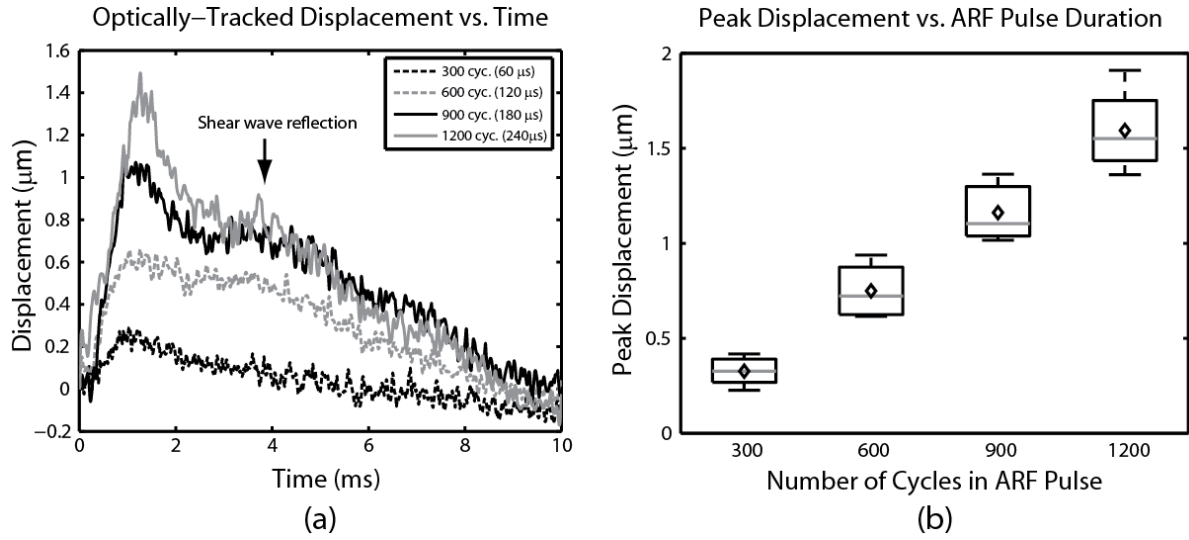 Optically−Tracked Displacement vs. Time
1.6
1.4
1.2
1
0.8
0.6
0.4
0.2
0
−0.2
Displacement (μm)
300 cyc. (60 μs)
600 cyc. (120 μs)
900 cyc. (180 μs)
1200 cyc. (240μs)
Shear wave reflection
0 2 4 6 8 10
Time (ms)
(a)
Peak Displacement vs. ARF Pulse Duration
2
1.5
1
0.5
0
Peak Displacement (μm)
300 600 900 1200
Number of Cycles in ARF Pulse
(b)